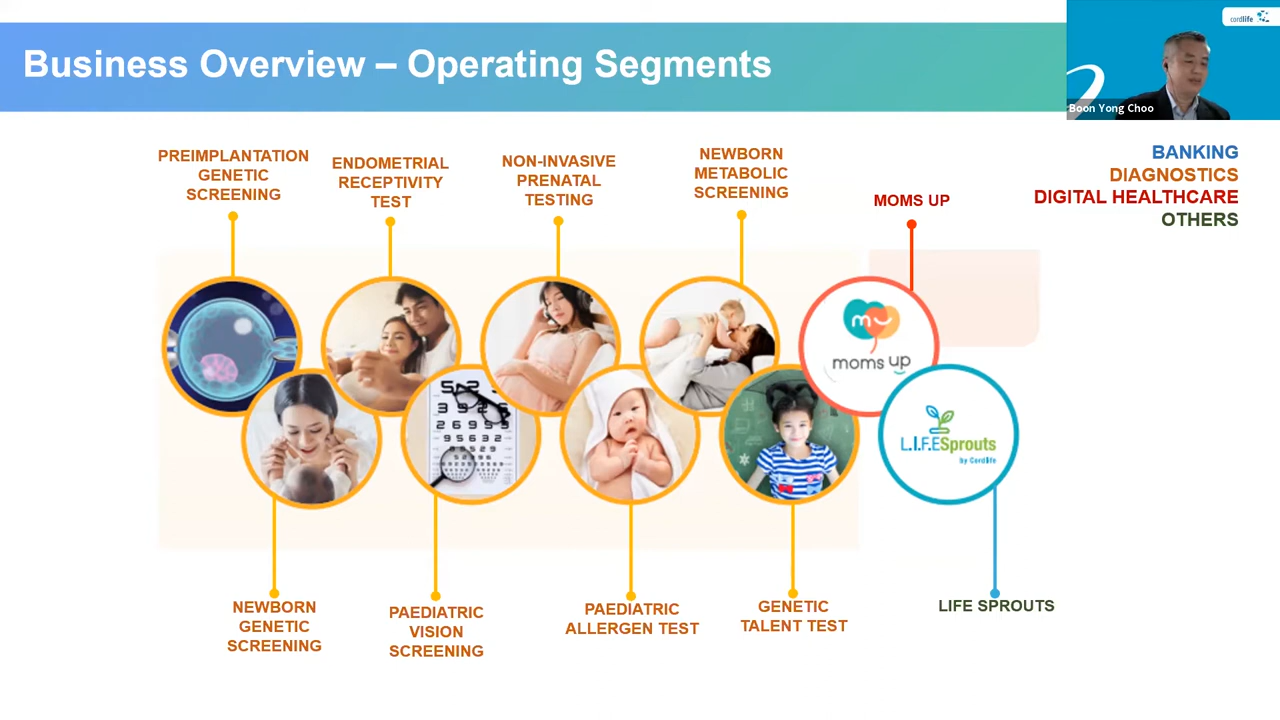 Business Overview – Operating Segments
cordlife
Boon Yong Choo
BANKING
DIAGNOSTICS
DIGITAL HEALTHCARE
OTHERS
PREIMPLANTATION
GENETIC
SCREENING
ENDOMETRIAL
RECEPTIVITY
TEST
NON-INVASIVE
PRENATAL
TESTING
NEWBORN
METABOLIC
SCREENING
MOMS UP
mu
moms up
L.I.F.E Sprouts
by Cordlife
NEWBORN
GENETIC
SCREENING
PAEDIATRIC
VISION
SCREENING
PAEDIATRIC
ALLERGEN TEST
GENETIC
TALENT TEST
LIFE SPROUTS